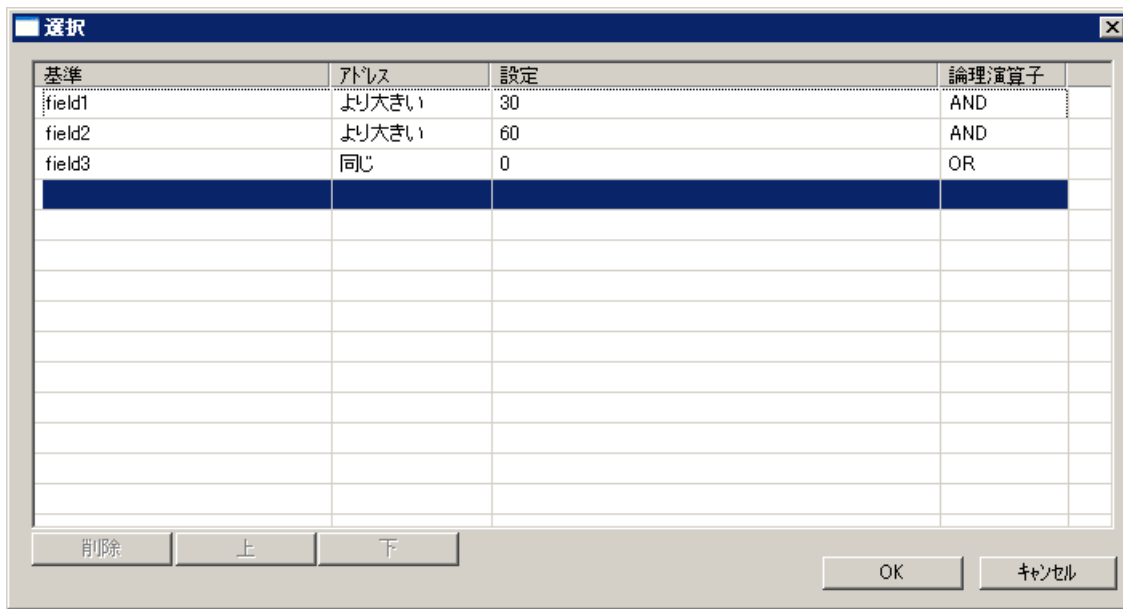 選択
基準 アドレス 設定 論理演算子
field1 より大きい 30 AND
field2 より大きい 60 AND
field3 同じ 0 OR
削除 上 下
OK キャンセル